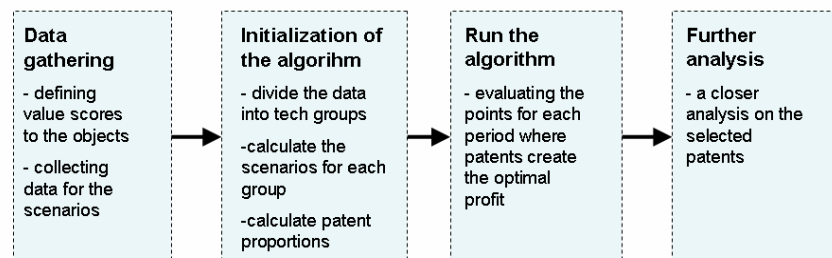 Data
gathering
- defining
value scores
to the objects
- collecting
data for the
scenarios
Initialization of
the algorihm
- divide the data
into tech groups
-calculate the
scenarios for each
group
-calculate patent
proportions
Run the
algorithm
- evaluating the
points for each
period where
patents create
the optimal
profit
Further
analysis
- a closer
analysis on the
selected
patents